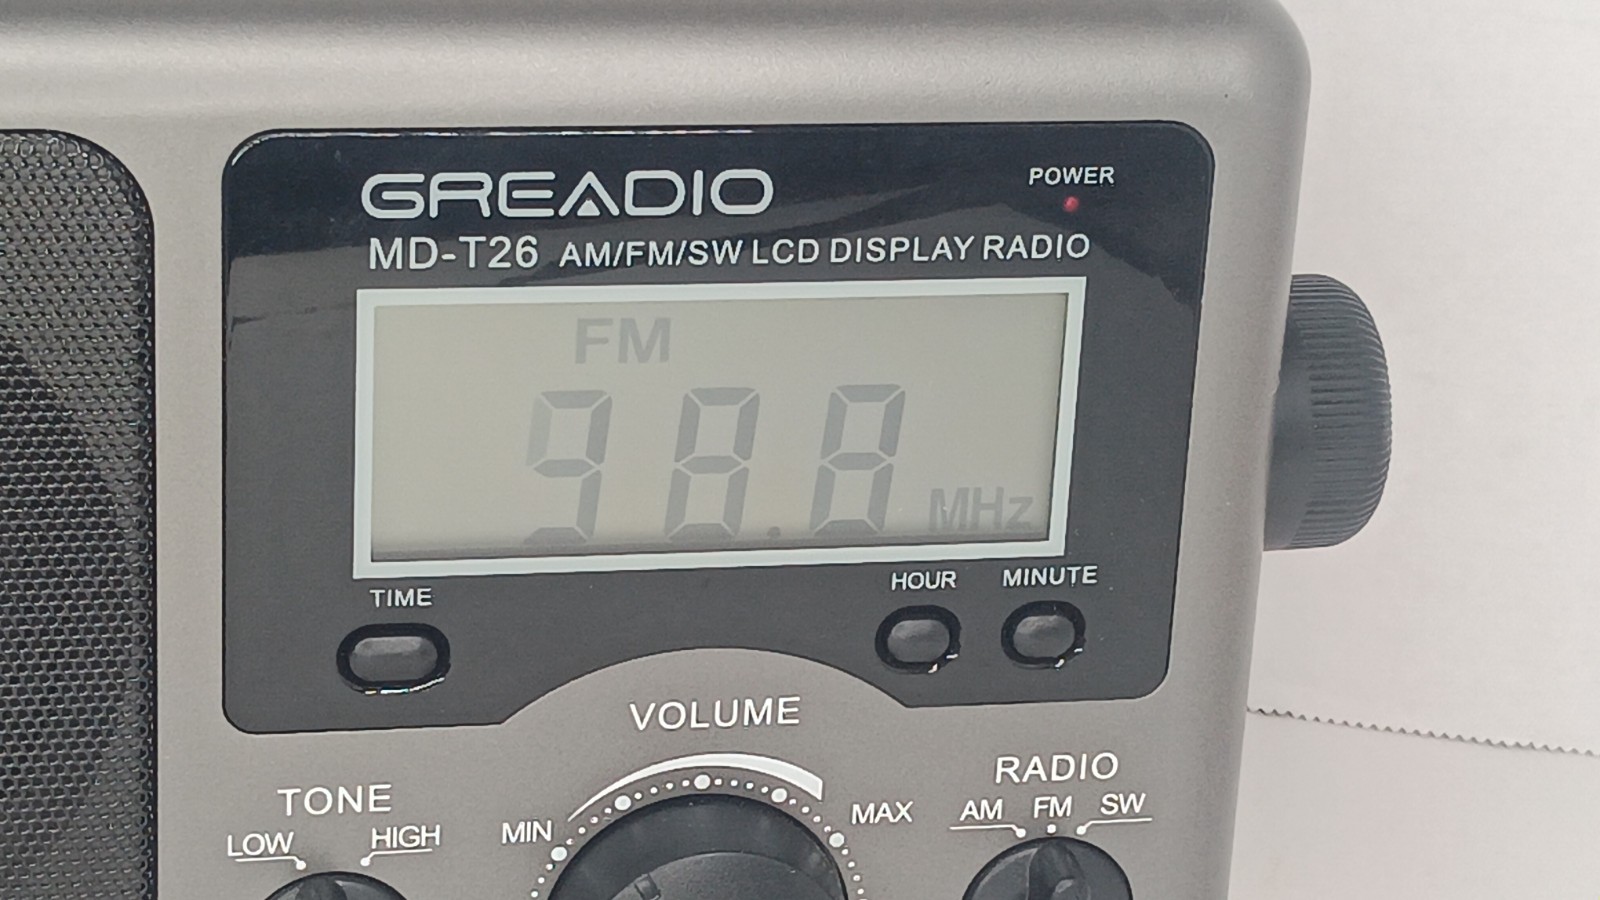 GREADIO
POWER
MD-T26 AM/FM/SW LCD DISPLAY RADIO
FM
98.8 MHz
TIME
HOUR
MINUTE
VOLUME
TONE
RADIO
LOW
HIGH
MIN
MAX
AM
FM
SW